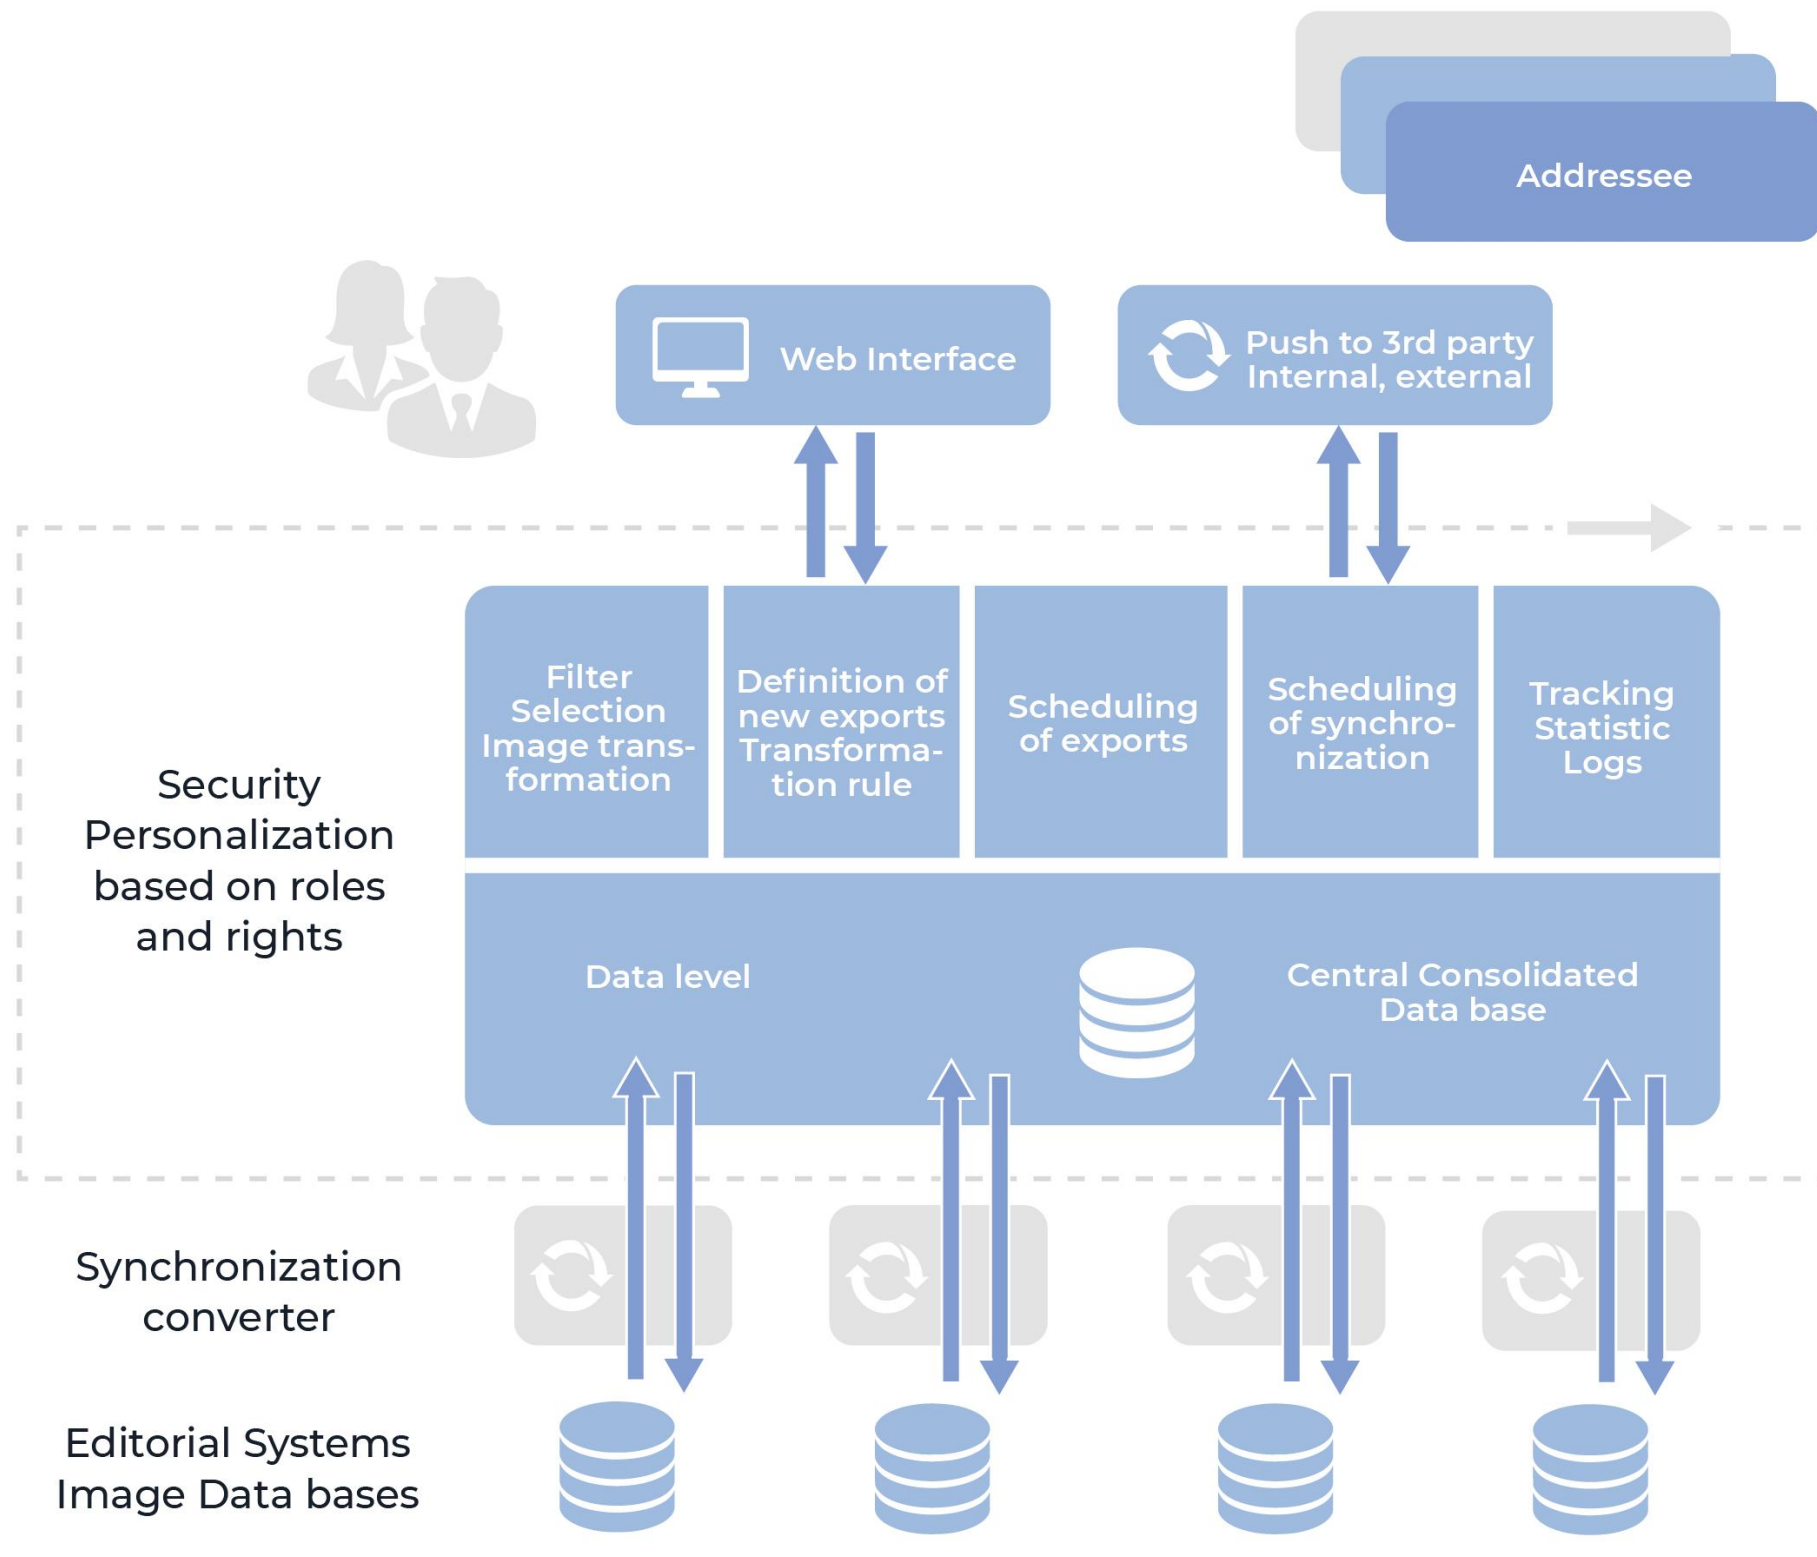 Addressee
Web Interface
Push to 3rd party
Internal, external
Filter
Selection
Image trans-
formation
Definition of
new exports
Transforma-
tion rule
Scheduling
of exports
Scheduling
of synchro-
nization
Tracking
Statistic
Logs
Security
Personalization
based on roles
and rights
Data level
Central Consolidated
Data base
Synchronization
converter
Editorial Systems
Image Data bases